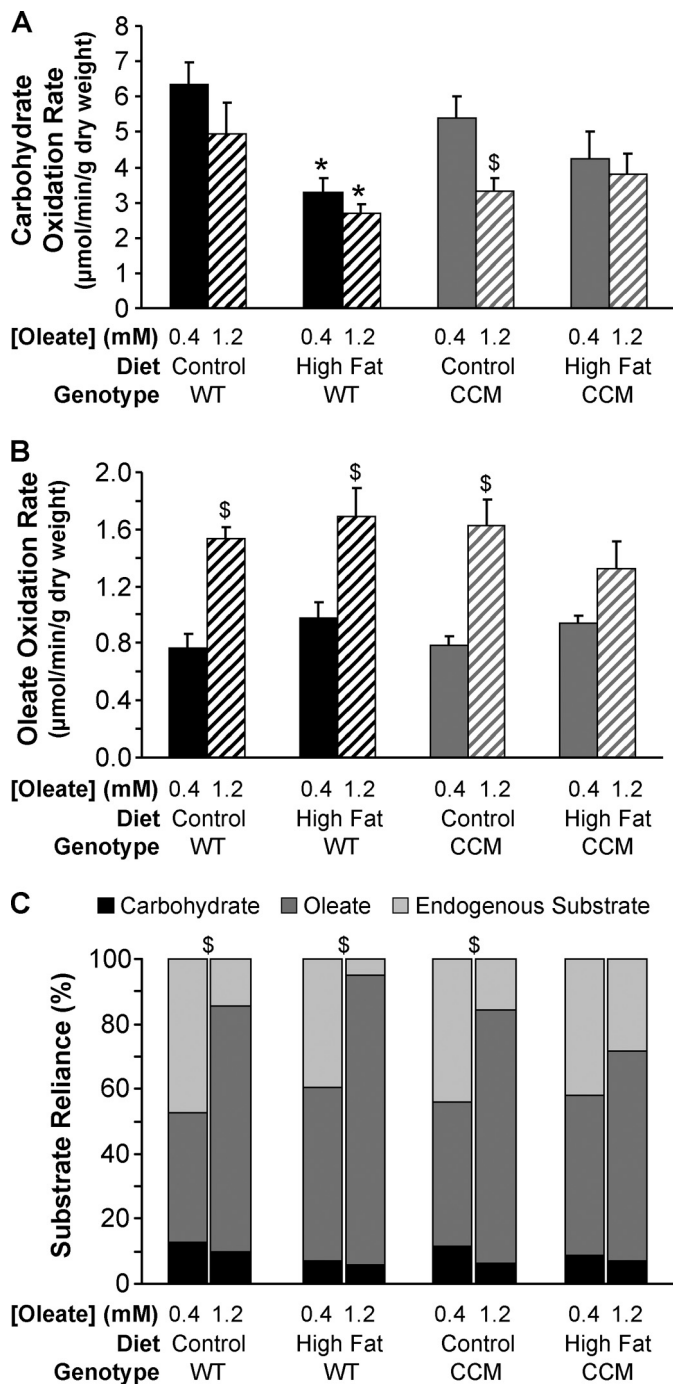 A
Carbohydrate
Oxidation Rate
(µmol/min/g dry weight)
8
7
6
5
4
3
2
1
0
* * $
[Oleate] (mM) 0.4 1.2 0.4 1.2 0.4 1.2 0.4 1.2
Diet Control High Fat Control High Fat
Genotype WT WT CCM CCM
B
Oleate Oxidation Rate
(µmol/min/g dry weight)
2.0
1.6
1.2
0.8
0.4
0.0
$ $ $
[Oleate] (mM) 0.4 1.2 0.4 1.2 0.4 1.2 0.4 1.2
Diet Control High Fat Control High Fat
Genotype WT WT CCM CCM
C
Carbohydrate Oleate Endogenous Substrate
Substrate Reliance (%)
$ $ $
100
80
60
40
20
0
[Oleate] (mM) 0.4 1.2 0.4 1.2 0.4 1.2 0.4 1.2
Diet Control High Fat Control High Fat
Genotype WT WT CCM CCM